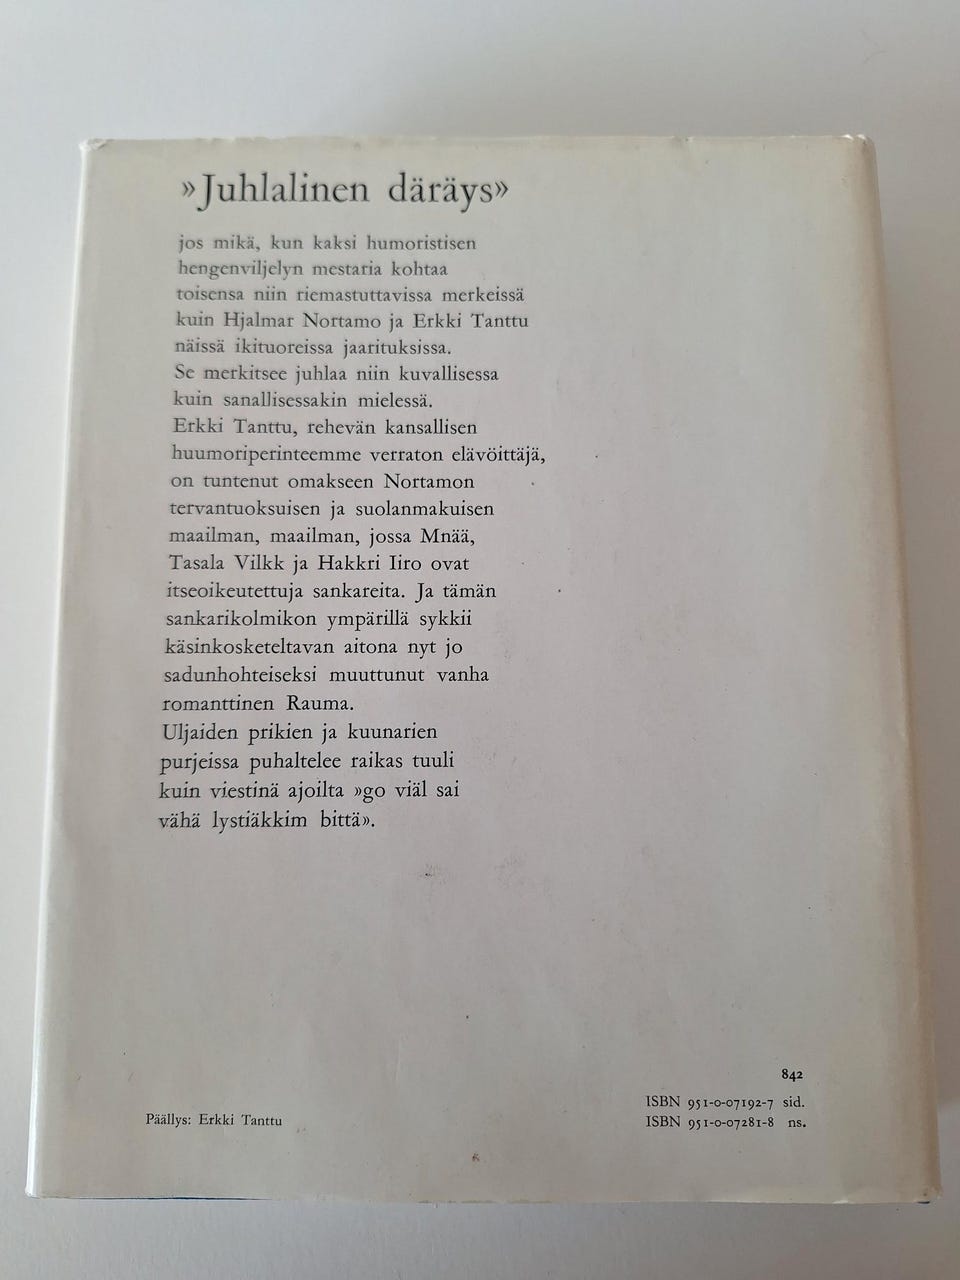 »Juhlalinen däräys»
jos mikä, kun kaksi humoristisen
hengenviljelyn mestaria kohtaa
toisensa niin riemastuttavissa merkeissä
kuin Hjalmar Nortamo ja Erkki Tanttu
näissä ikituoreissa jaarituksissa.
Se merkitsee juhlaa niin kuvallisessa
kuin sanallisessakin mielessä.
Erkki Tanttu, rehevän kansallisen
huumoriperinteemme verraton elävöittäjä,
on tuntenut omakseen Nortamon
tervantuoksuisen ja suolanmakuisen
maailman, maailman, jossa Mnää,
Tasala Vilkk ja Hakkri Iiro ovat
itseoikeutettuja sankareita. Ja tämän
sankarikolmikon ympärillä sykkii
käsinkosketeltavan aitona nyt jo
sadunhohteiseksi muuttunut vanha
romanttinen Rauma.
Uljaiden prikien ja kuunarien
purjeissa puhaltelee raikas tuuli
kuin viestinä ajoilta »go viäl sai
vähä lystiäkkim bittä».
842
ISBN 951-0-07192-7 sid.
Päällys: Erkki Tanttu
ISBN 951-0-07281-8 ns.